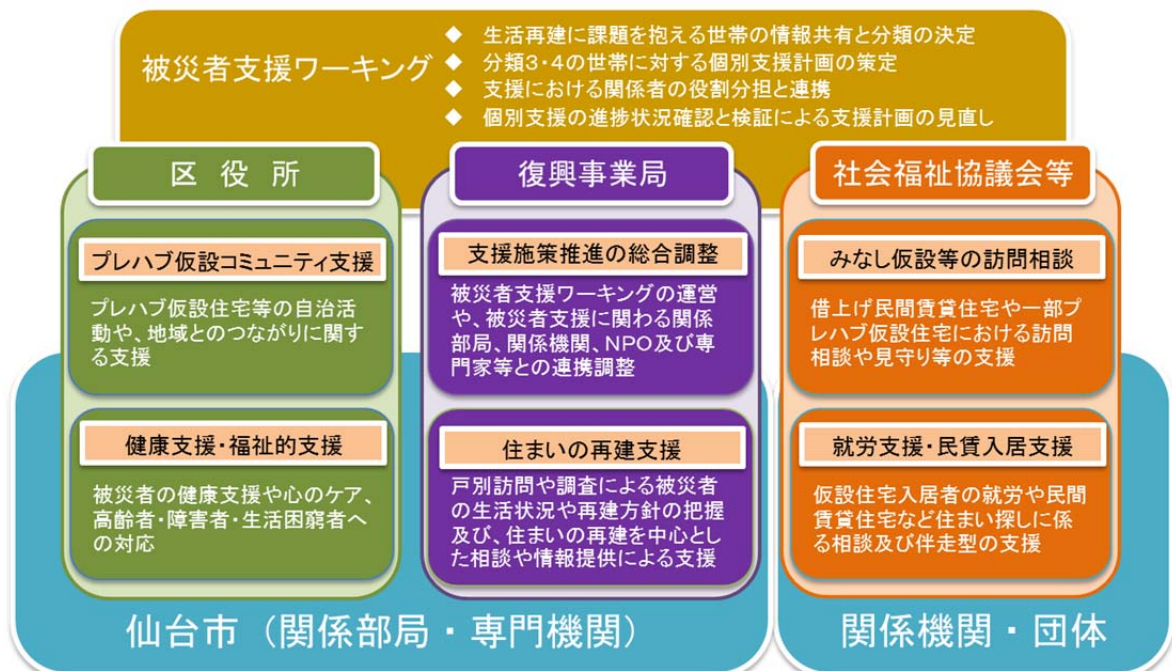 被災者支援ワーキング
◆ 生活再建に課題を抱える世帯の情報共有と分類の決定
◆ 分類3・4の世帯に対する個別支援計画の策定
◆ 支援における関係者の役割分担と連携
◆ 個別支援の進捗状況確認と検証による支援計画の見直し
区役所
プレハブ仮設コミュニティ支援
プレハブ仮設住宅等の自治活
動や、地域とのつながりに関す
る支援
健康支援・福祉的支援
被災者の健康支援や心のケア、
高齢者・障害者・生活困窮者へ
の対応
復興事業局
支援施策推進の総合調整
被災者支援ワーキングの運営
や、被災者支援に関わる関係
部局、関係機関、NPO及び専
門家等との連携調整
住まいの再建支援
戸別訪問や調査による被災者
の生活状況や再建方針の把握
及び、住まいの再建を中心とし
た相談や情報提供による支援
社会福祉協議会等
みなし仮設等の訪問相談
借上げ民間賃貸住宅や一部プ
レハブ仮設住宅における訪問
相談や見守り等の支援
就労支援・民賃入居支援
仮設住宅入居者の就労や民間
賃貸住宅など住まい探しに係
る相談及び伴走型の支援
仙台市（関係部局・専門機関）
関係機関・団体